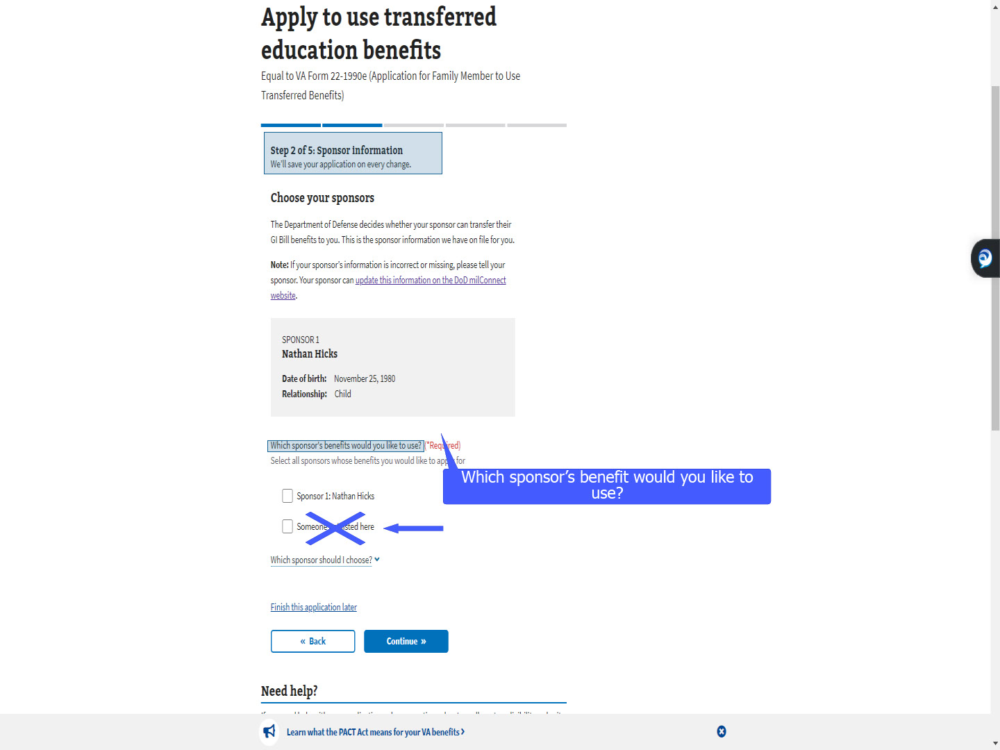 Apply to use transferred
education benefits
Equal to VA Form 22-1990e (Application for Family Member to Use
Transferred Benefits)
Step 2 of 5: Sponsor information
We'll save your application on every change.
Choose your sponsors
The Department of Defense decides whether your sponsor can transfer their
GI Bill benefits to you. This is the sponsor information we have on file for you.
Note: If your sponsor's information is incorrect or missing, please tell your
sponsor. Your sponsor can update this information on the DoD milConnect
website.
SPONSOR 1
Nathan Hicks
Date of birth: November 25, 1980
Relationship: Child
Which sponsor's benefits would you like to use? (*Required)
Select all sponsors whose benefits you would like to apply for
Which sponsor’s benefit would you like to
use?
Sponsor 1: Nathan Hicks
Someone listed here
Which sponsor should I choose?
Finish this application later
« Back
Continue »
Need help?
Learn what the PACT Act means for your VA benefits ›